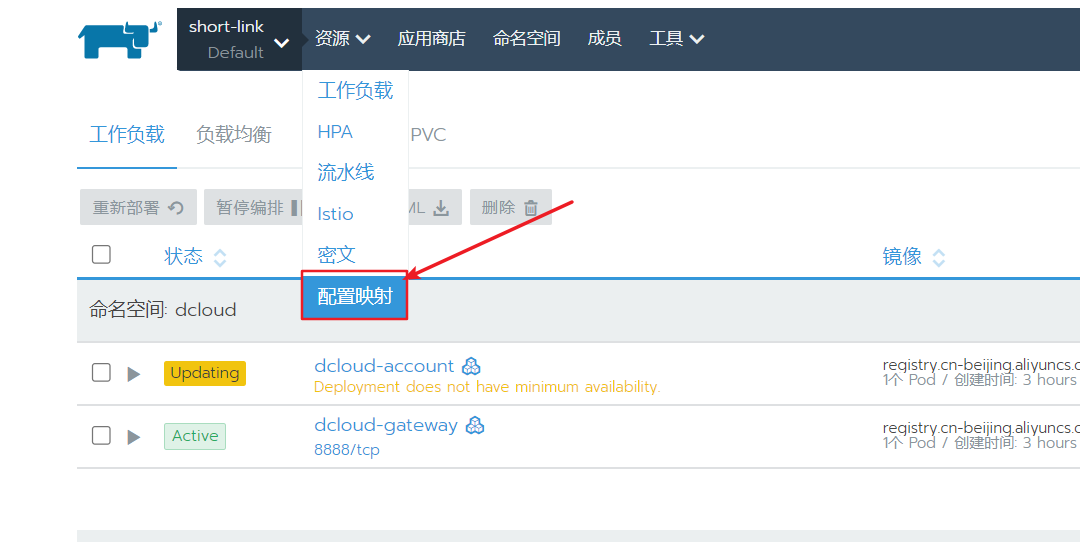 short-link
Default
资源
应用商店
命名空间
成员
工具
工作负载
HPA
流水线
Istio
密文
配置映射
工作负载
负载均衡
PVC
重新部署
暂停编排
ML
删除
状态
镜像
命名空间: dcloud
Updating
dcloud-account
Deployment does not have minimum availability.
registry.cn-beijing.aliyuncs.c
1个 Pod / 创建时间: 3 hours
Active
dcloud-gateway
8888/tcp
registry.cn-beijing.aliyuncs.c
1个 Pod / 创建时间: 3 hours